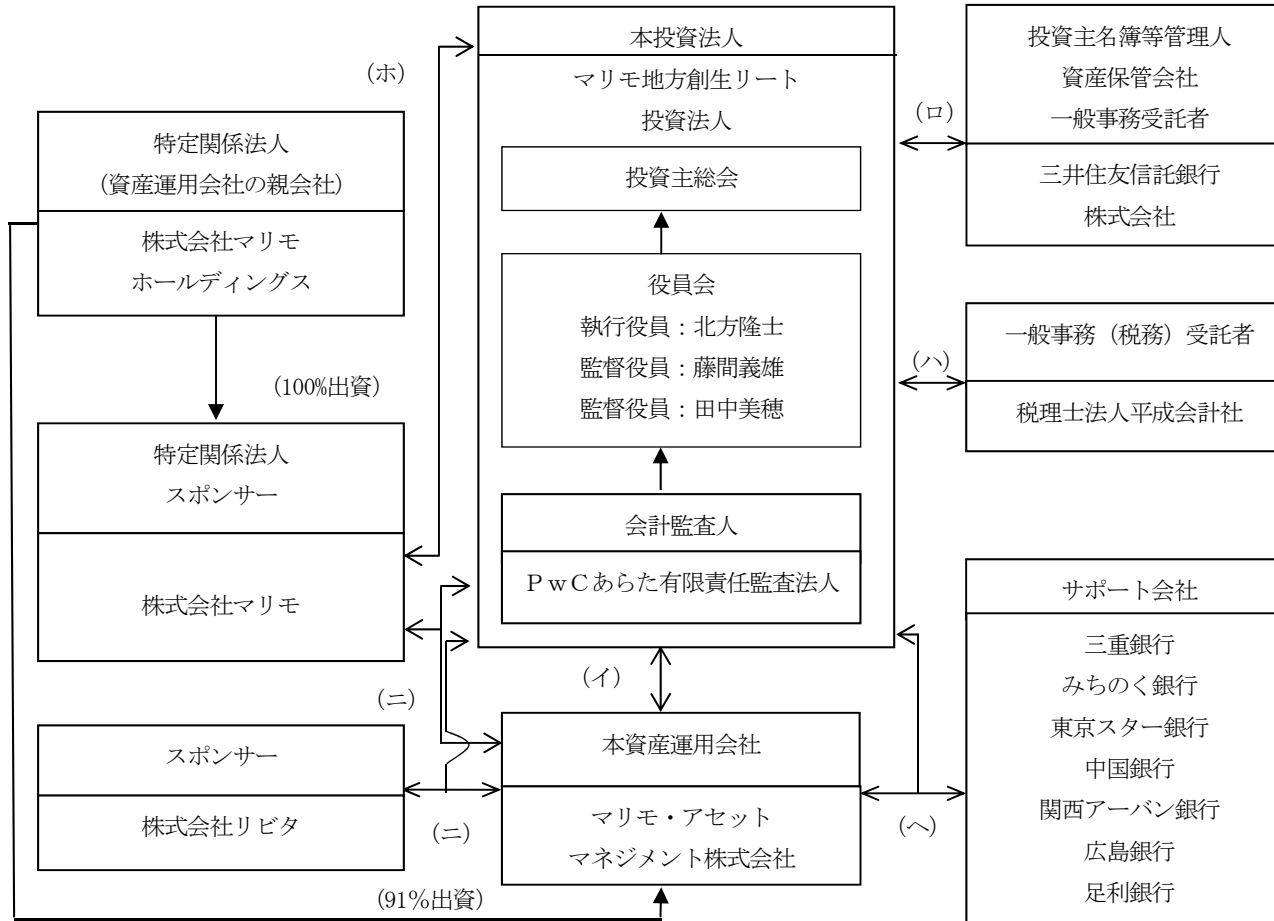 本投資法人
マリモ地方創生リート
投資法人
投資主総会
役員会
執行役員：北方隆士
監督役員：藤間義雄
監督役員：田中美穂
会計監査人
ＰｗＣあらた有限責任監査法人
(ホ)
特定関係法人
(資産運用会社の親会社)
株式会社マリモ
ホールディングス
(100%出資)
特定関係法人
スポンサー
株式会社マリモ
(ニ)
スポンサー
株式会社リビタ
(ニ)
(91%出資)
(イ)
本資産運用会社
マリモ・アセット
マネジメント株式会社
(ロ)
投資主名簿等管理人
資産保管会社
一般事務受託者
三井住友信託銀行
株式会社
(ハ)
一般事務（税務）受託者
税理士法人平成会計社
(ヘ)
サポート会社
三重銀行
みちのく銀行
東京スター銀行
中国銀行
関西アーバン銀行
広島銀行
足利銀行